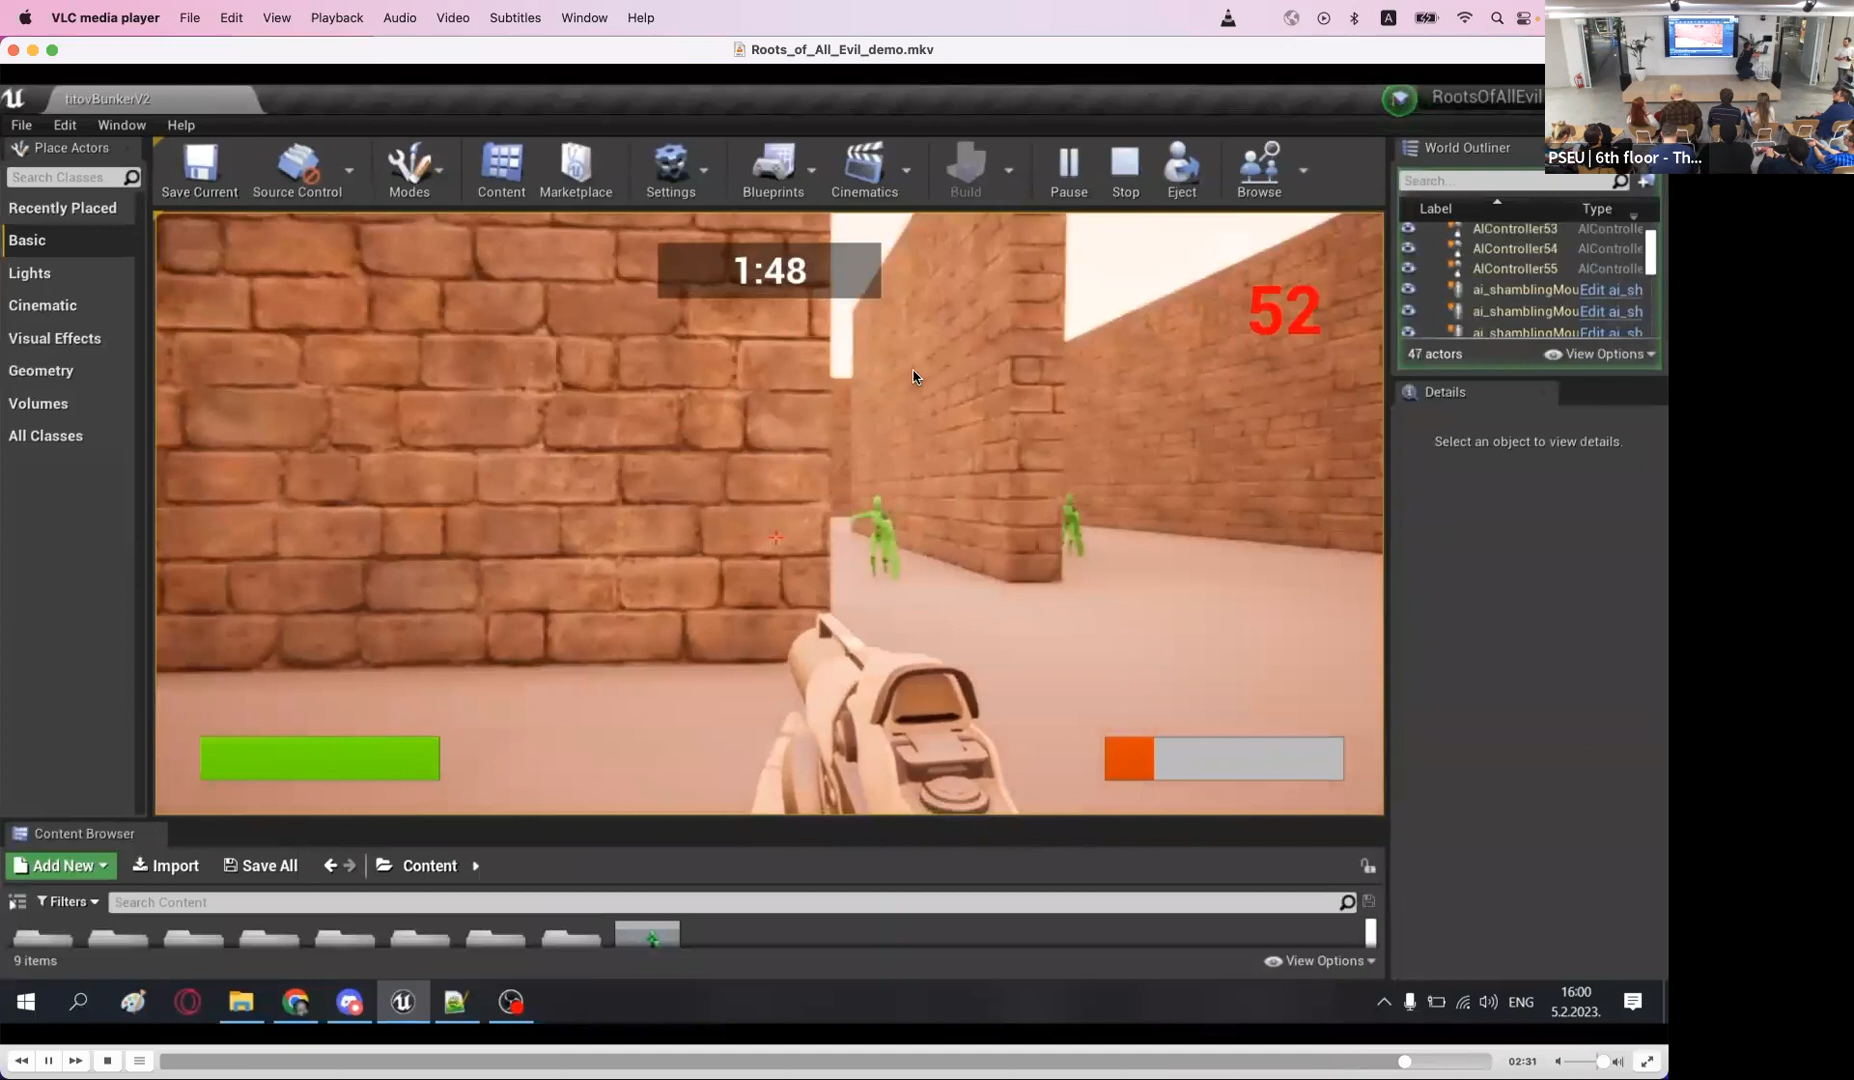 VLC media player File Edit View Playback Audio Video Subtitles Window Help
A
Roots_of_All_Evil_demo.mkv
titovBunkerV2
RootsOfAllEvil
File Edit Window Help
Place Actors
Search Classes
Recently Placed
Basic
Lights
Cinematic
Visual Effects
Geometry
Volumes
All Classes
Save Current Source Control Modes Content Marketplace Settings Blueprints Cinematics Build Pause Stop Eject Browse
1:48
52
World Outliner
PSEU | 6th floor - Th...
Search...
Label Type
AIController53 AIControlle
AIController54 AIControlle
AIController55 AIControlle
ai_shamblingMou Edit ai_sh
ai_shamblingMou Edit ai_sh
ai_shamblingMou Edit ai_sh
47 actors View Options
Details
Select an object to view details.
Content Browser
Add New Import Save All Content
Filters Search Content
9 items View Options
ENG
16:00
5.2.2023.
02:31